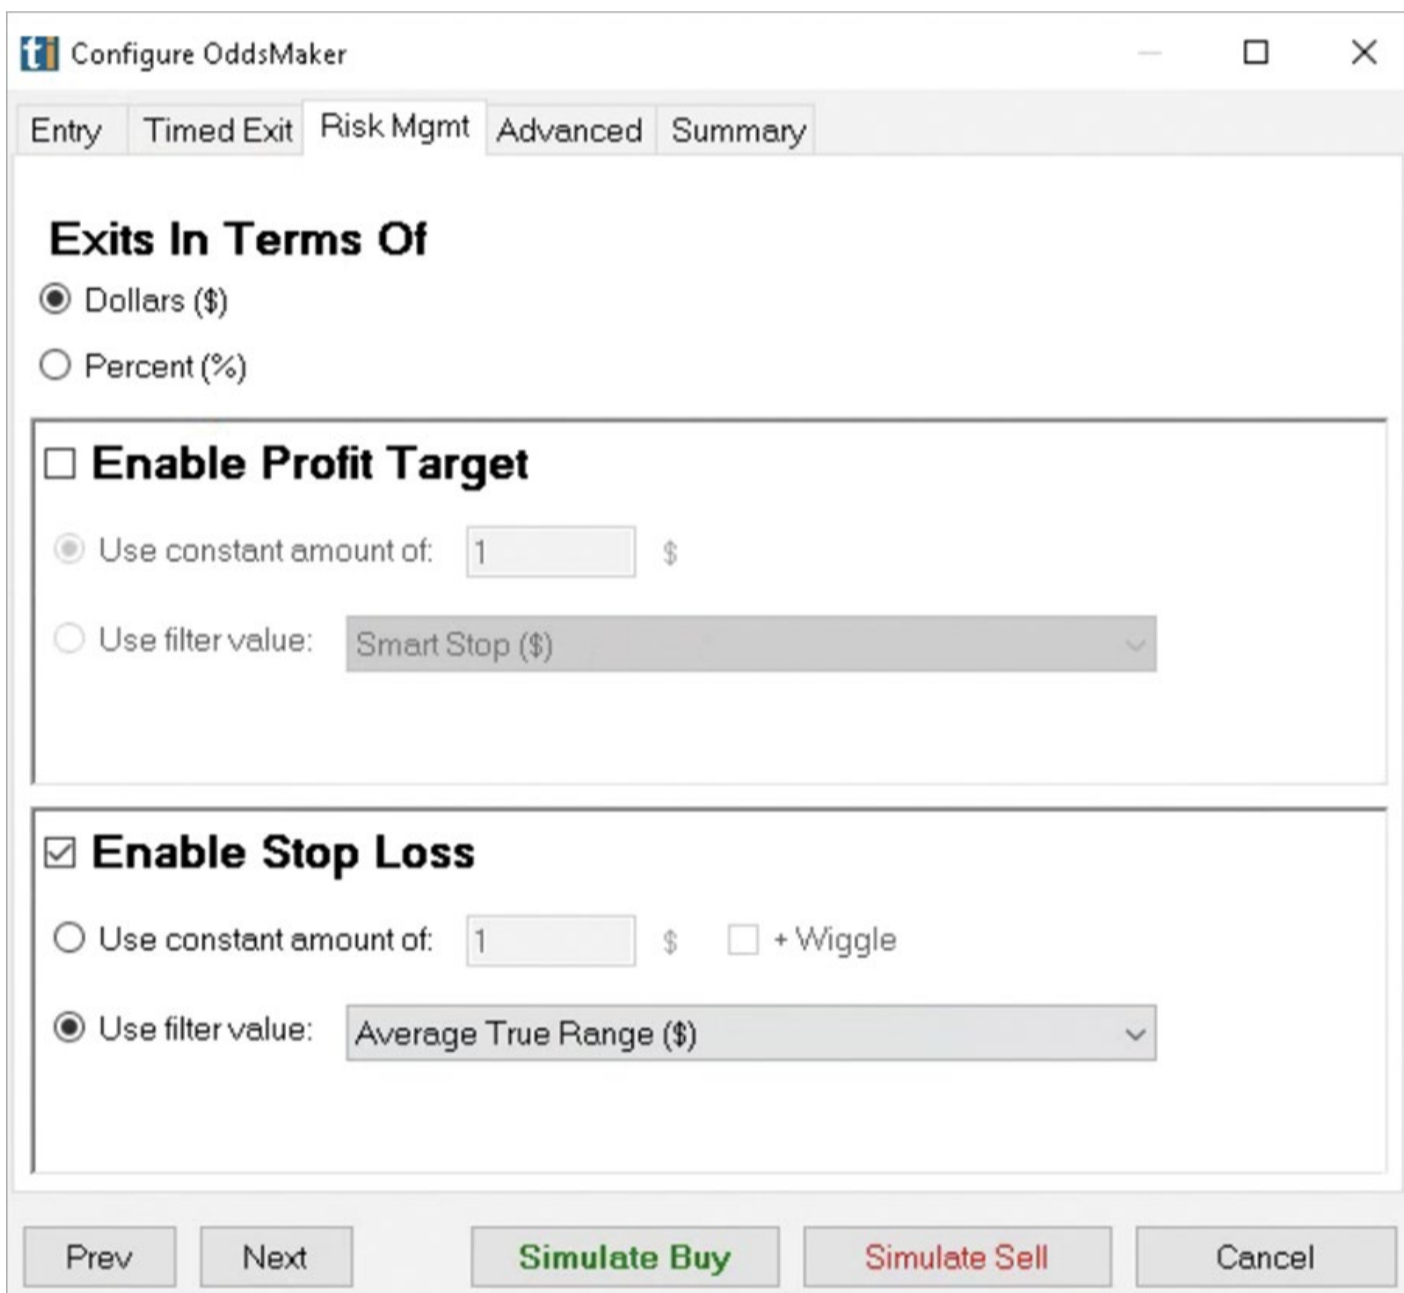 ti Configure OddsMaker
Entry Timed Exit Risk Mgmt Advanced Summary
Exits In Terms Of
Dollars ($)
Percent (%)
Enable Profit Target
Use constant amount of: 1 $
Use filter value: Smart Stop ($)
Enable Stop Loss
Use constant amount of: 1 $ + Wiggle
Use filter value: Average True Range ($)
Prev Next Simulate Buy Simulate Sell Cancel